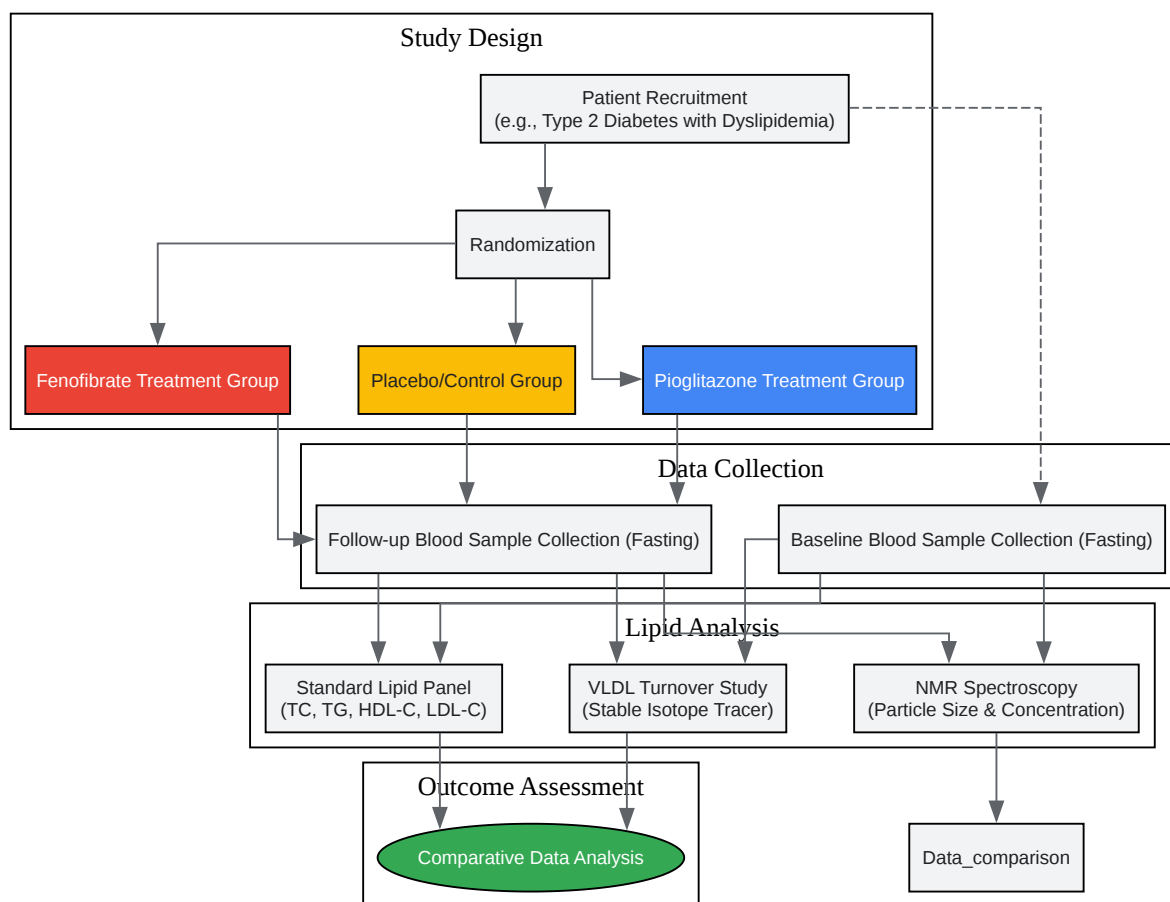 Study Design
Patient Recruitment
(e.g., Type 2 Diabetes with Dyslipidemia)
Randomization
Fenofibrate Treatment Group
Placebo/Control Group
Pioglitazone Treatment Group
Data Collection
Follow-up Blood Sample Collection (Fasting)
Baseline Blood Sample Collection (Fasting)
Lipid Analysis
Standard Lipid Panel
(TC, TG, HDL-C, LDL-C)
VLDL Turnover Study
(Stable Isotope Tracer)
NMR Spectroscopy
(Particle Size & Concentration)
Outcome Assessment
Comparative Data Analysis
Data_comparison